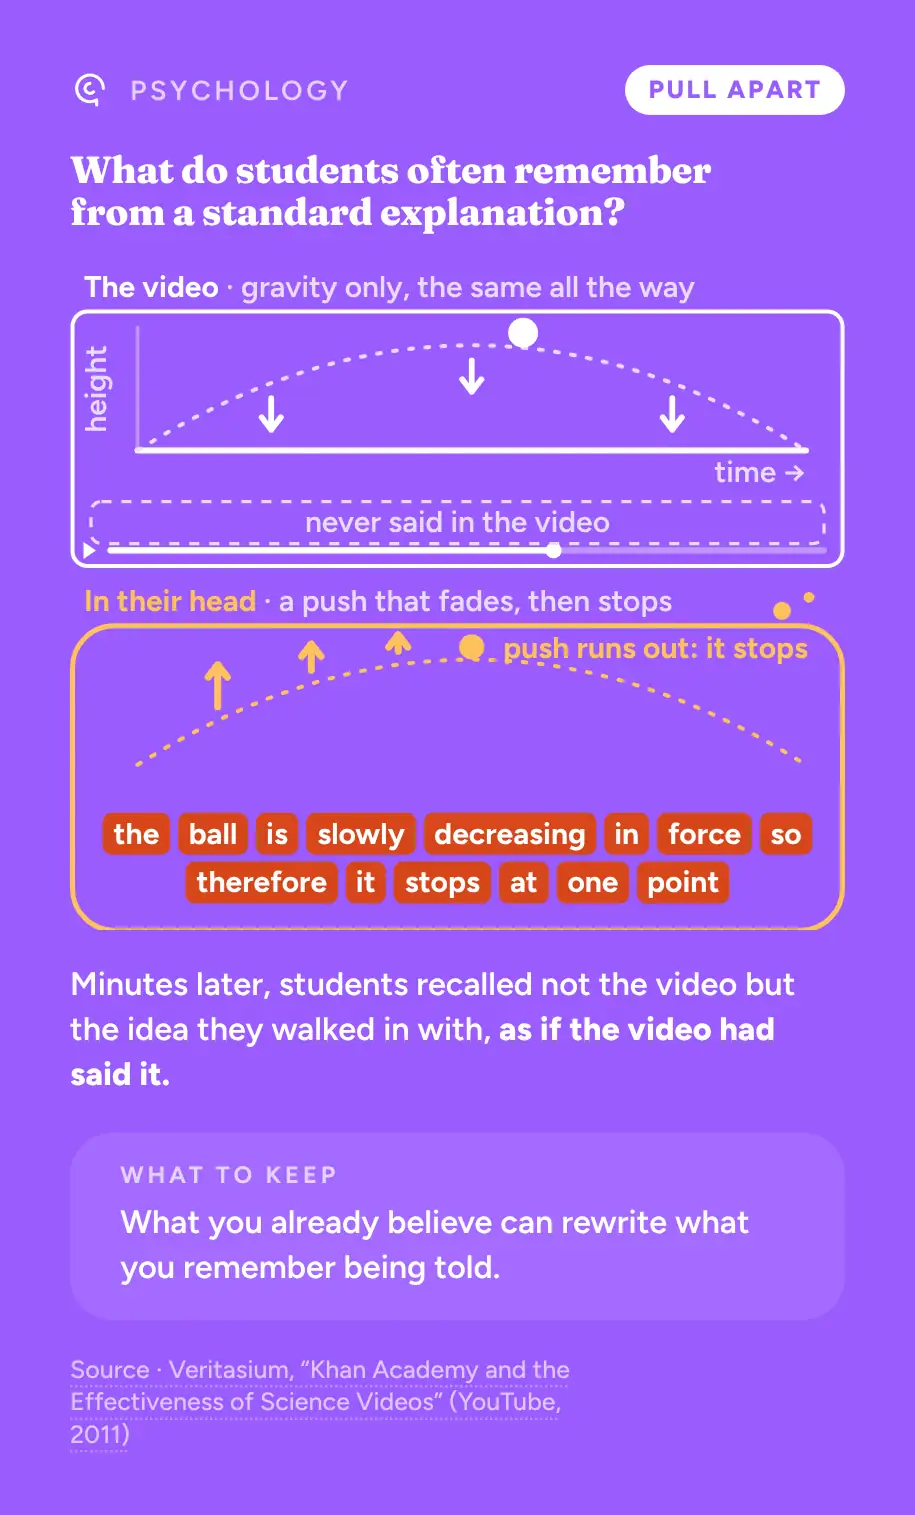 PSYCHOLOGY
PULL APART
What do students often remember
from a standard explanation?
The video · gravity only, the same all the way
height
time →
never said in the video
In their head · a push that fades, then stops
push runs out: it stops
the ball is slowly decreasing in force so
therefore it stops at one point
Minutes later, students recalled not the video but
the idea they walked in with, as if the video had
said it.
WHAT TO KEEP
What you already believe can rewrite what
you remember being told.
Source · Veritasium, “Khan Academy and the
Effectiveness of Science Videos” (YouTube,
2011)